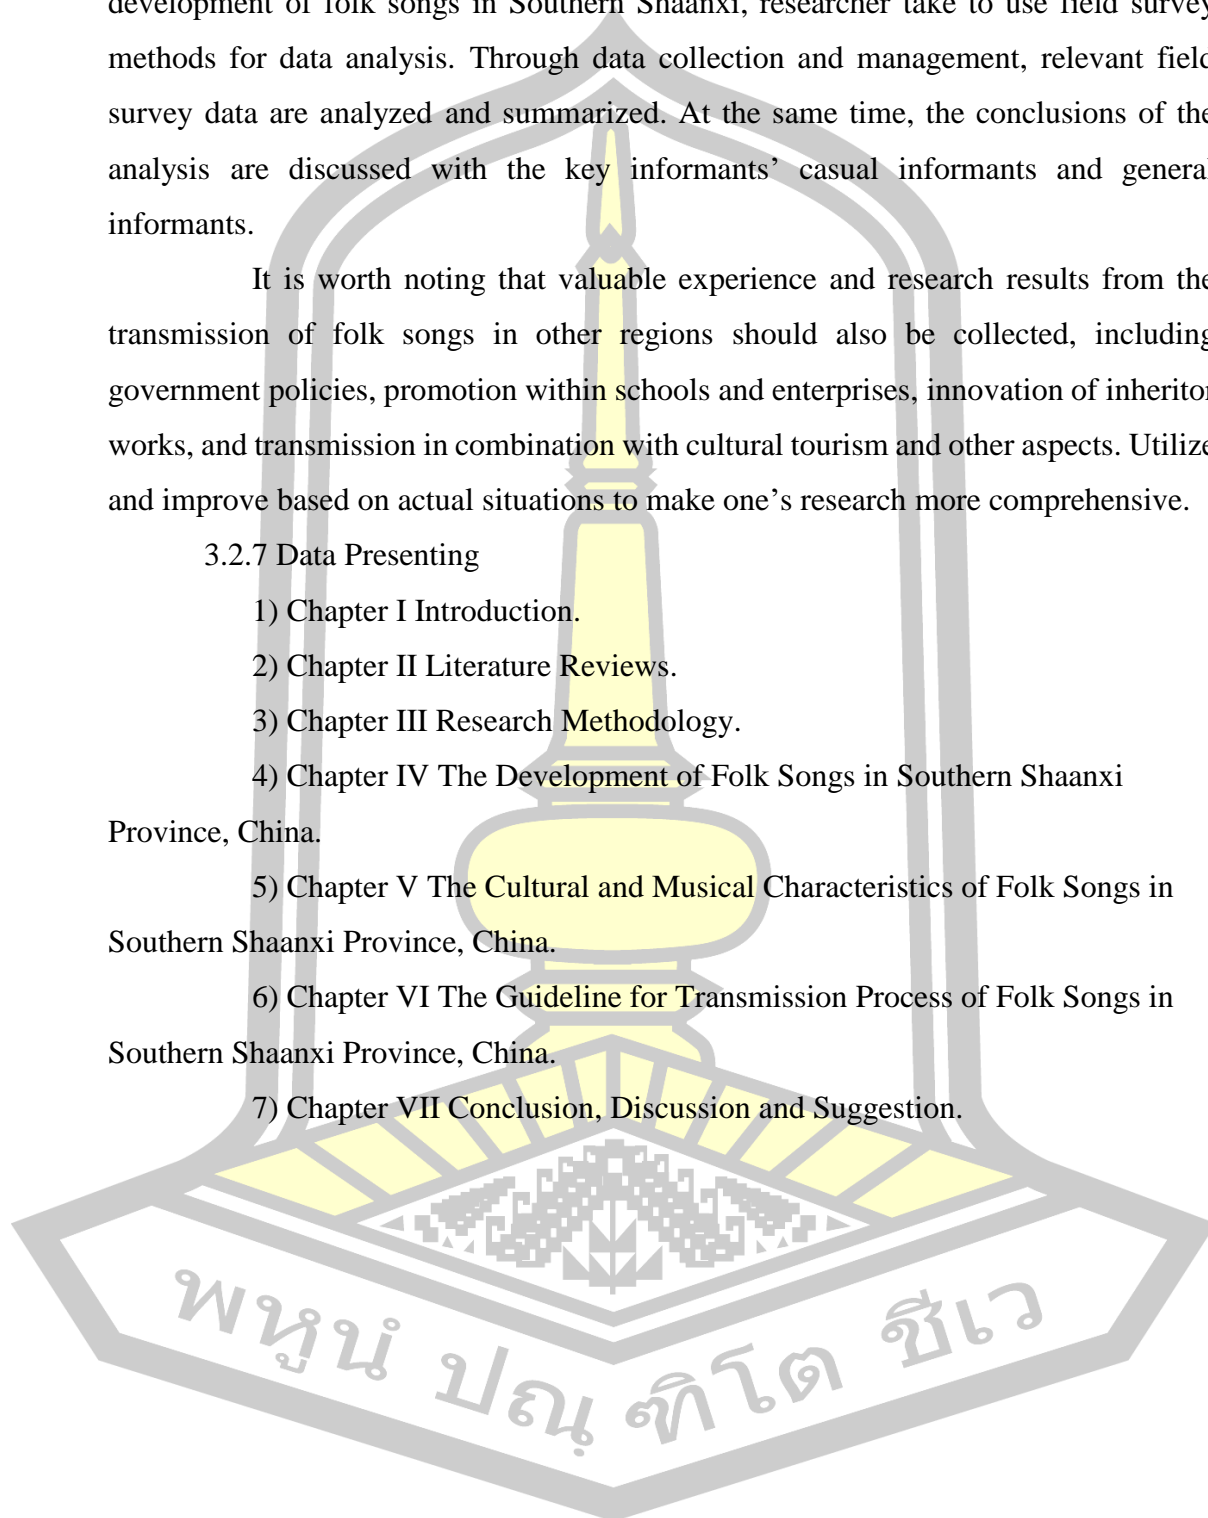 development of folk songs in Southern Shaanxi, researcher take to use field survey
methods for data analysis. Through data collection and management, relevant field
survey data are analyzed and summarized. At the same time, the conclusions of the
analysis are discussed with the key informants’ casual informants and general
informants.
It is worth noting that valuable experience and research results from the
transmission of folk songs in other regions should also be collected, including
government policies, promotion within schools and enterprises, innovation of inheritor
works, and transmission in combination with cultural tourism and other aspects. Utilize
and improve based on actual situations to make one’s research more comprehensive.
3.2.7 Data Presenting
1) Chapter I Introduction.
2) Chapter II Literature Reviews.
3) Chapter III Research Methodology.
4) Chapter IV The Development of Folk Songs in Southern Shaanxi
Province, China.
5) Chapter V The Cultural and Musical Characteristics of Folk Songs in
Southern Shaanxi Province, China.
6) Chapter VI The Guideline for Transmission Process of Folk Songs in
Southern Shaanxi Province, China.
7) Chapter VII Conclusion, Discussion and Suggestion.
พหูนํ ปณฺฑิโต ชีเว